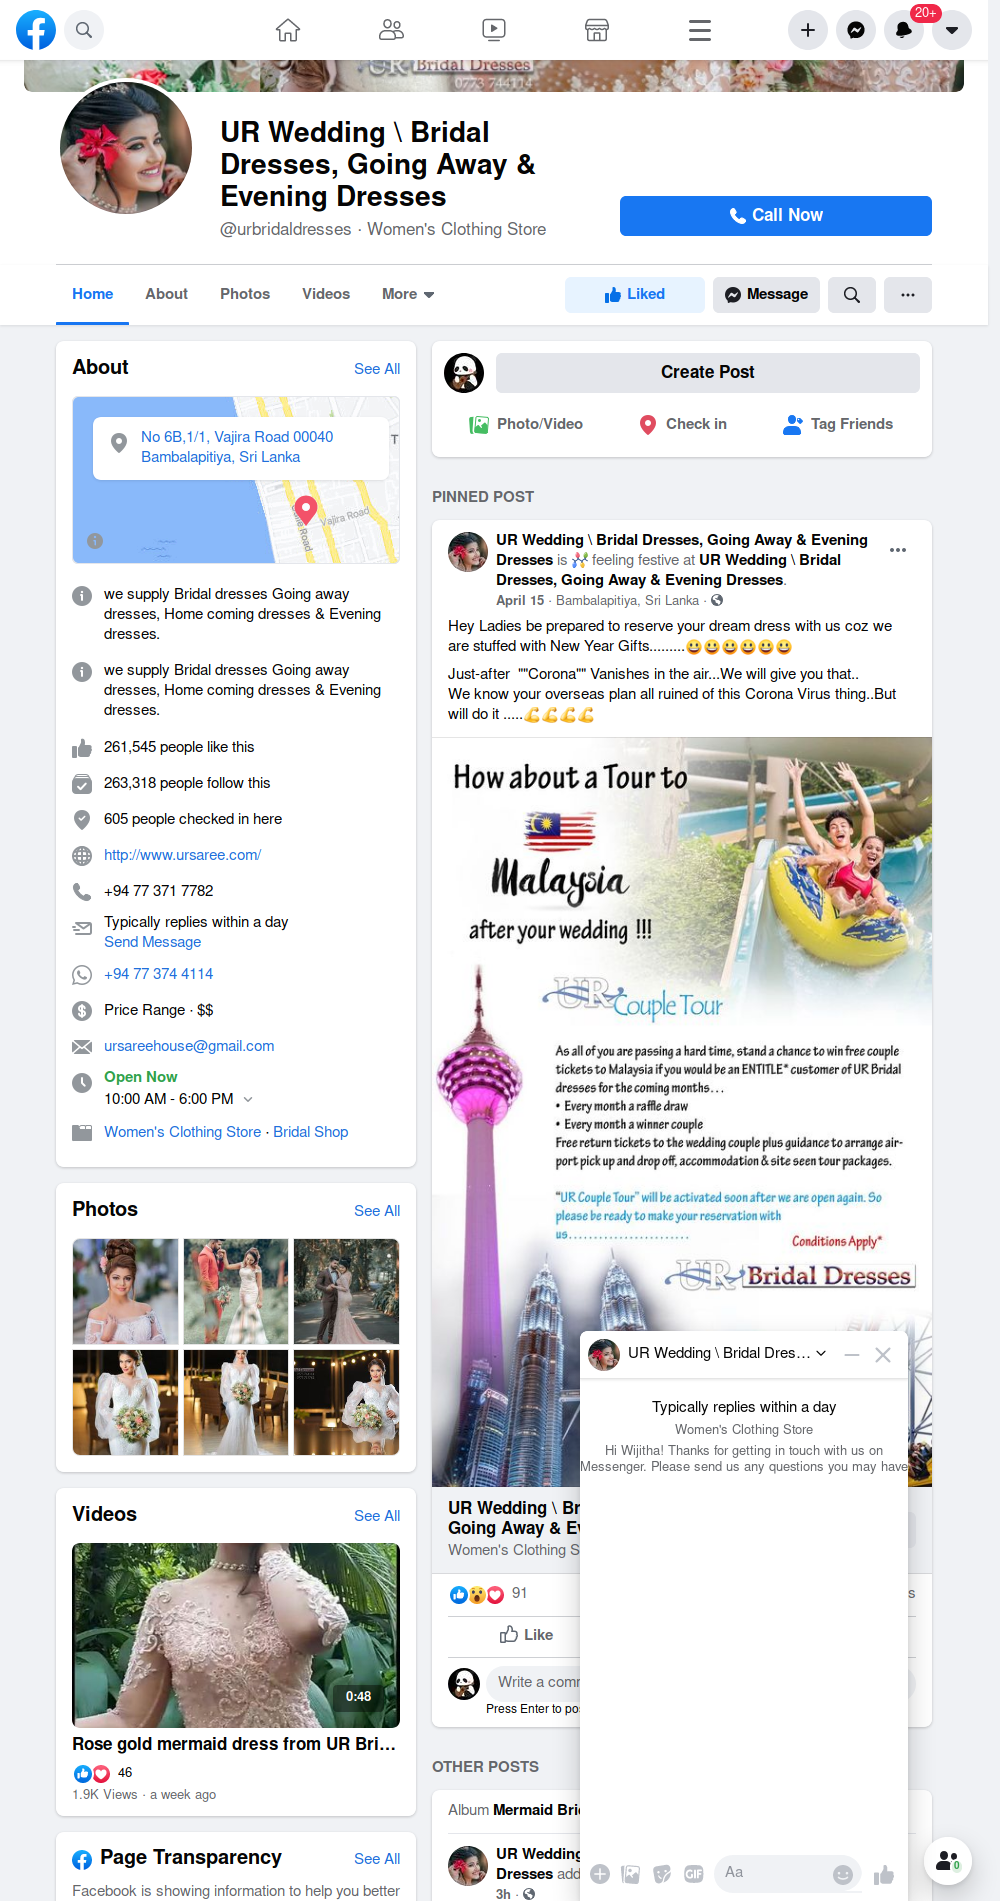 20+
UR Bridal Dresses
0773 744114
UR Wedding \ Bridal
Dresses, Going Away &
Evening Dresses
@urbridaldresses · Women's Clothing Store
Call Now
Home
About
Photos
Videos
More
Liked
Message
About
See All
No 6B,1/1, Vajira Road 00040
Bambalapitiya, Sri Lanka
T
Vajira Road
Galle Road
we supply Bridal dresses Going away
dresses, Home coming dresses & Evening
dresses.
we supply Bridal dresses Going away
dresses, Home coming dresses & Evening
dresses.
261,545 people like this
263,318 people follow this
605 people checked in here
http://www.ursaree.com/
+94 77 371 7782
Typically replies within a day
Send Message
+94 77 374 4114
Price Range · $$
ursareehouse@gmail.com
Open Now
10:00 AM - 6:00 PM
Women's Clothing Store · Bridal Shop
Photos
See All
Videos
See All
0:48
Rose gold mermaid dress from UR Bri...
46
1.9K Views · a week ago
Page Transparency
See All
Facebook is showing information to help you better
Create Post
Photo/Video
Check in
Tag Friends
PINNED POST
UR Wedding \ Bridal Dresses, Going Away & Evening
Dresses is 🎊 feeling festive at UR Wedding \ Bridal
Dresses, Going Away & Evening Dresses.
April 15 · Bambalapitiya, Sri Lanka ·
Hey Ladies be prepared to reserve your dream dress with us coz we
are stuffed with New Year Gifts.........😀😀😀😀😀😀
Just-after ""Corona"" Vanishes in the air...We will give you that..
We know your overseas plan all ruined of this Corona Virus thing..But
will do it .....💪💪💪💪
How about a Tour to
Malaysia
after your wedding !!!
UR Couple Tour
As all of you are passing a hard time, stand a chance to win free couple
tickets to Malaysia if you would be an ENTITLE* customer of UR Bridal
dresses for the coming months...
• Every month a raffle draw
• Every month a winner couple
Free return tickets to the wedding couple plus guidance to arrange air-
port pick up and drop off, accommodation & site seen tour packages.
"UR Couple Tour" will be activated soon after we are open again. So
please be ready to make your reservation with
us........................
Conditions Apply*
UR Bridal Dresses
UR Wedding \ Br
Going Away & Ev
Women's Clothing S
91
s
Like
Write a comm
Press Enter to pos
OTHER POSTS
Album Mermaid Brid
UR Wedding
Dresses add
3h ·
UR Wedding \ Bridal Dres...
Typically replies within a day
Women's Clothing Store
Hi Wijitha! Thanks for getting in touch with us on
Messenger. Please send us any questions you may have
GIF
Aa
0